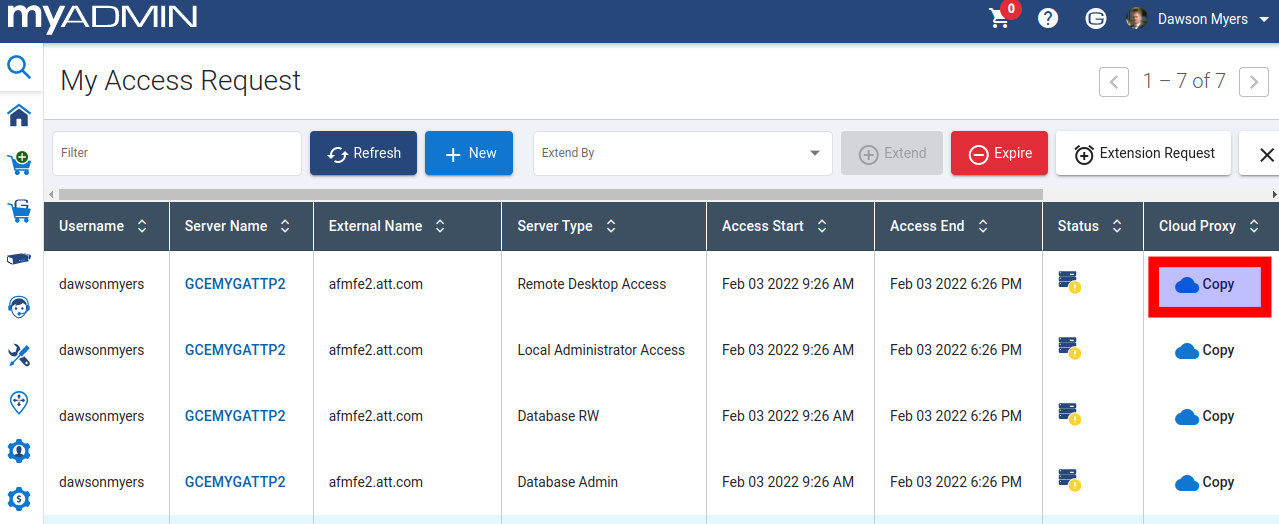 myADMIN
0
Dawson Myers
My Access Request
1 – 7 of 7
Filter
Refresh
New
Extend By
Extend
Expire
Extension Request
Username Server Name External Name Server Type Access Start Access End Status Cloud Proxy
dawsonmyers GCEMYGATTP2 afmfe2.att.com Remote Desktop Access Feb 03 2022 9:26 AM Feb 03 2022 6:26 PM Copy
dawsonmyers GCEMYGATTP2 afmfe2.att.com Local Administrator Access Feb 03 2022 9:26 AM Feb 03 2022 6:26 PM Copy
dawsonmyers GCEMYGATTP2 afmfe2.att.com Database RW Feb 03 2022 9:26 AM Feb 03 2022 6:26 PM Copy
dawsonmyers GCEMYGATTP2 afmfe2.att.com Database Admin Feb 03 2022 9:26 AM Feb 03 2022 6:26 PM Copy